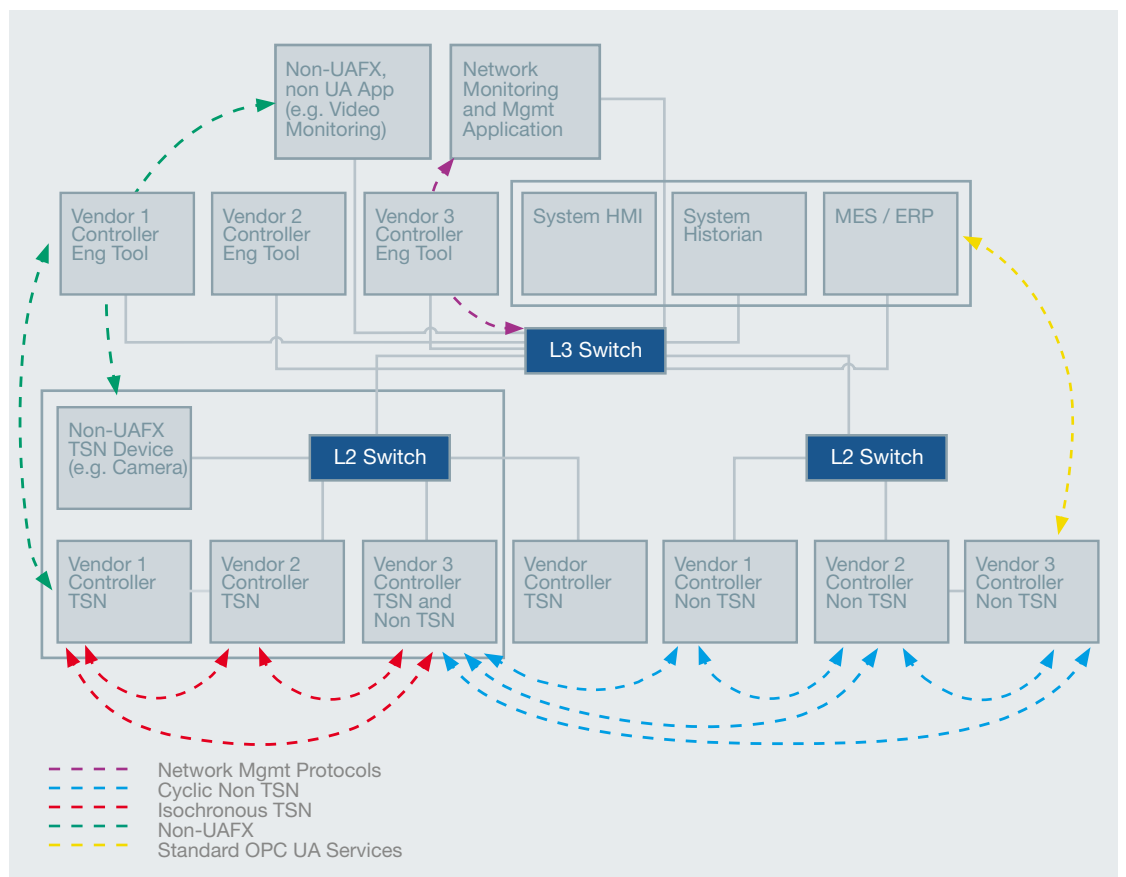 Non-UAFX,
non UA App
(e.g. Video
Monitoring)
Network
Monitoring
and Mgmt
Application
Vendor 1
Controller
Eng Tool
Vendor 2
Controller
Eng Tool
Vendor 3
Controller
Eng Tool
System HMI
System
Historian
MES / ERP
L3 Switch
Non-UAFX
TSN Device
(e.g. Camera)
L2 Switch
L2 Switch
Vendor 1
Controller
TSN
Vendor 2
Controller
TSN
Vendor 3
Controller
TSN and
Non TSN
Vendor
Controller
TSN
Vendor 1
Controller
Non TSN
Vendor 2
Controller
Non TSN
Vendor 3
Controller
Non TSN
Network Mgmt Protocols
Cyclic Non TSN
Isochronous TSN
Non-UAFX
Standard OPC UA Services